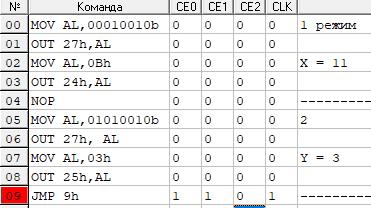 № Команда CE0 CE1 CE2 CLK
00 MOV AL,00010010b 0 0 0 0 1 режим
01 OUT 27h,AL 0 0 0 0
02 MOV AL,0Bh 0 0 0 0 X = 11
03 OUT 24h,AL 0 0 0 0
04 NOP 0 0 0 0 ---------
05 MOV AL,01010010b 0 0 0 0 2
06 OUT 27h, AL 0 0 0 0
07 MOV AL,03h 0 0 0 0 Y = 3
08 OUT 25h,AL 0 0 0 0
09 JMP 9h 1 1 0 1 ---------